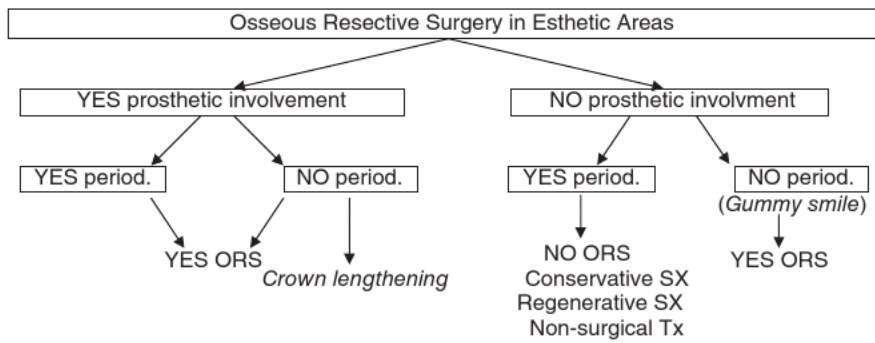 Osseous Resective Surgery in Esthetic Areas
YES prosthetic involvement
NO prosthetic involvment
YES period.
NO period.
YES period.
NO period.
(Gummy smile)
YES ORS
Crown lengthening
NO ORS
Conservative SX
Regenerative SX
Non-surgical Tx
YES ORS